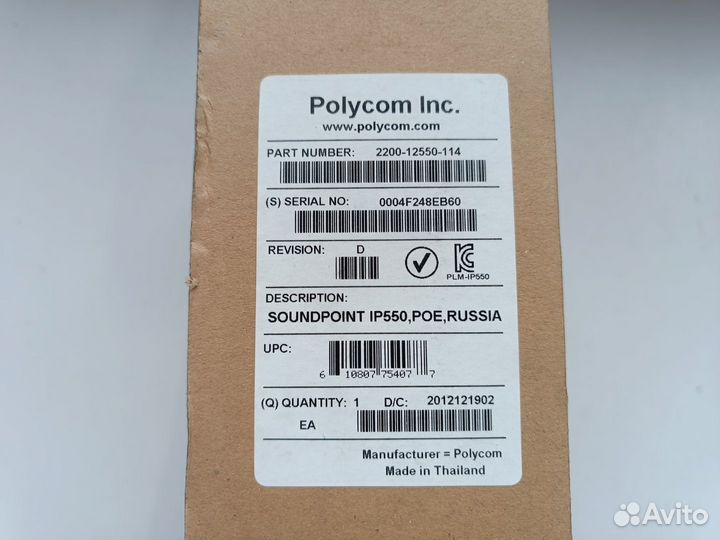 Polycom Inc.
www.polycom.com
PART NUMBER: 2200-12550-114
(S) SERIAL NO: 0004F248EB60
REVISION: D
PLM-IP550
DESCRIPTION:
SOUNDPOINT IP550,POE,RUSSIA
UPC:
6 10807 75407 7
(Q) QUANTITY: 1 D/C: 2012121902
EA
Manufacturer = Polycom
Made in Thailand
Avito